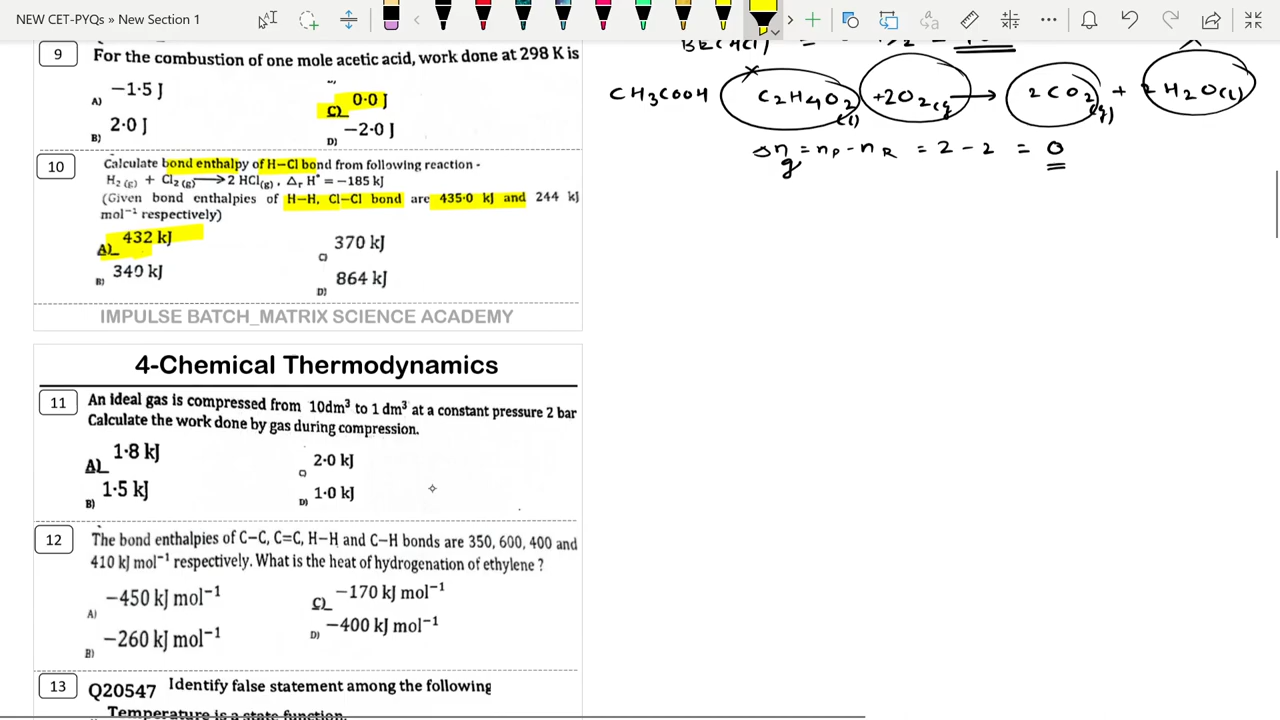 NEW CET-PYQs » New Section 1
9 For the combustion of one mole acetic acid, work done at 298 K is
A) −1·5 J
C) 0·0 J
B) 2·0 J
D) −2·0 J
10 Calculate bond enthalpy of H−Cl bond from following reaction -
H₂ (g) + Cl₂ (g) ⟶ 2 HCl(g) , Δr H° = −185 kJ
(Given bond enthalpies of H−H, Cl−Cl bond are 435·0 kJ and 244 kJ
mol⁻¹ respectively)
A) 432 kJ
C) 370 kJ
B) 340 kJ
D) 864 kJ
IMPULSE BATCH_MATRIX SCIENCE ACADEMY
4-Chemical Thermodynamics
11 An ideal gas is compressed from 10dm³ to 1 dm³ at a constant pressure 2 bar
Calculate the work done by gas during compression.
A) 1·8 kJ
C) 2·0 kJ
B) 1·5 kJ
D) 1·0 kJ
12 The bond enthalpies of C−C, C=C, H−H and C−H bonds are 350, 600, 400 and
410 kJ mol⁻¹ respectively. What is the heat of hydrogenation of ethylene ?
A) −450 kJ mol⁻¹
C) −170 kJ mol⁻¹
B) −260 kJ mol⁻¹
D) −400 kJ mol⁻¹
13 Q20547 Identify false statement among the following
Temperature is a state function.
CH3COOH C2H4O2(l) +2O2(g) → 2CO2(g) + 2H2O(l)
Δng = nP - nR = 2 - 2 = 0